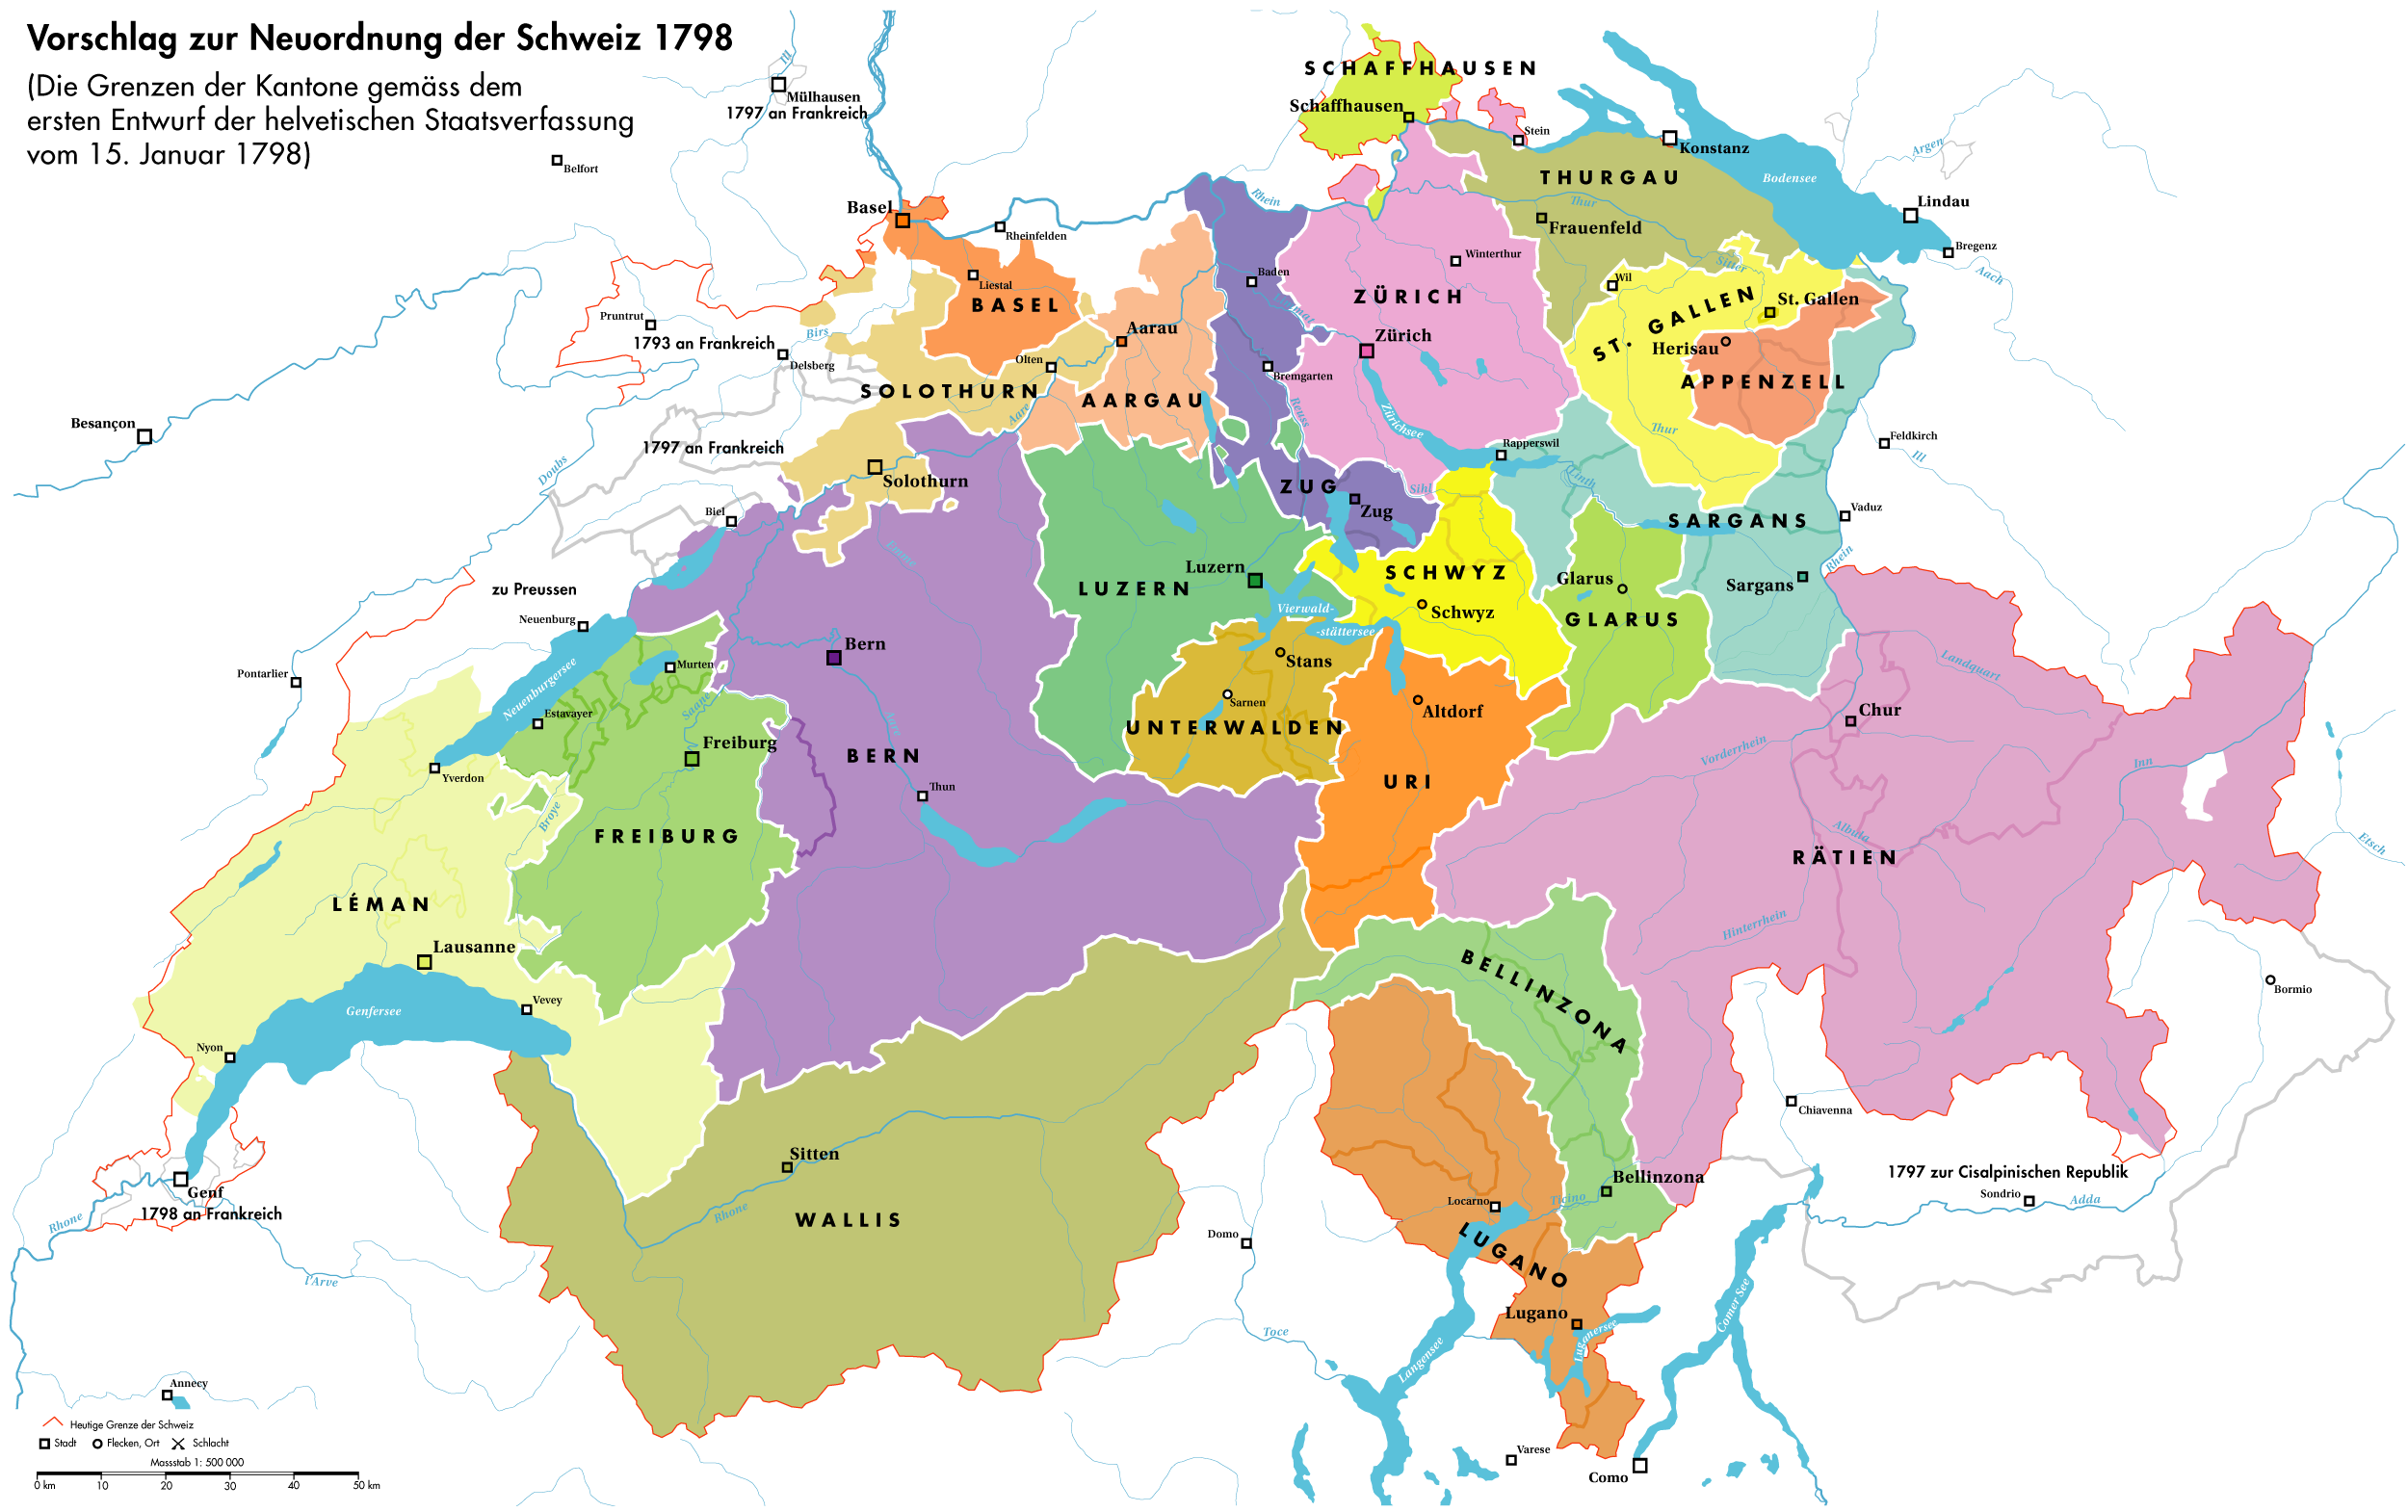 Vorschlag zur Neuordnung der Schweiz 1798
(Die Grenzen der Kantone gemäss dem
ersten Entwurf der helvetischen Staatsverfassung
vom 15. Januar 1798)
Ill
Mülhausen
1797 an Frankreich
Belfort
SCHAFFHAUSEN
Schaffhausen
Stein
Konstanz
Bodensee
Argen
Lindau
Bregenz
Aach
THURGAU
Thur
Frauenfeld
Basel
Rheinfelden
Rhein
Liestal
BASEL
Baden
Limmat
Winterthur
ZÜRICH
Zürich
Wil
Sitter
ST. GALLEN
St. Gallen
Herisau
APPENZELL
Pruntrut
1793 an Frankreich
Birs
Delsberg
Aarau
Olten
SOLOTHURN
Aare
AARGAU
Bremgarten
Reuss
Zürichsee
Thur
Feldkirch
Ill
Besançon
Doubs
1797 an Frankreich
Solothurn
Biel
Rapperswil
Linth
Sihl
ZUG
Zug
SARGANS
Vaduz
Rhein
Emme
zu Preussen
Neuenburg
Luzern
LUZERN
Vierwald-
-stättersee
SCHWYZ
Schwyz
Glarus
GLARUS
Sargans
Bern
Murten
Pontarlier
Neuenburgersee
Estavayer
Saane
Aare
Stans
Sarnen
UNTERWALDEN
Altdorf
URI
Landquart
Chur
Vorderrhein
Inn
Yverdon
Freiburg
BERN
Thun
Broye
FREIBURG
Albula
RÄTIEN
Etsch
LÉMAN
Lausanne
Hinterrhein
BELLINZONA
Bormio
Genfersee
Vevey
Nyon
Chiavenna
Sitten
Rhone
WALLIS
Genf
1798 an Frankreich
Rhone
l'Arve
Bellinzona
Locarno
Ticino
LUGANO
Lugano
Luganersee
Domo
Toce
Langensee
Comer See
1797 zur Cisalpinischen Republik
Sondrio
Adda
Annecy
Varese
Como
Heutige Grenze der Schweiz
Stadt
Flecken, Ort
Schlacht
Massstab 1: 500 000
0 km
10
20
30
40
50 km